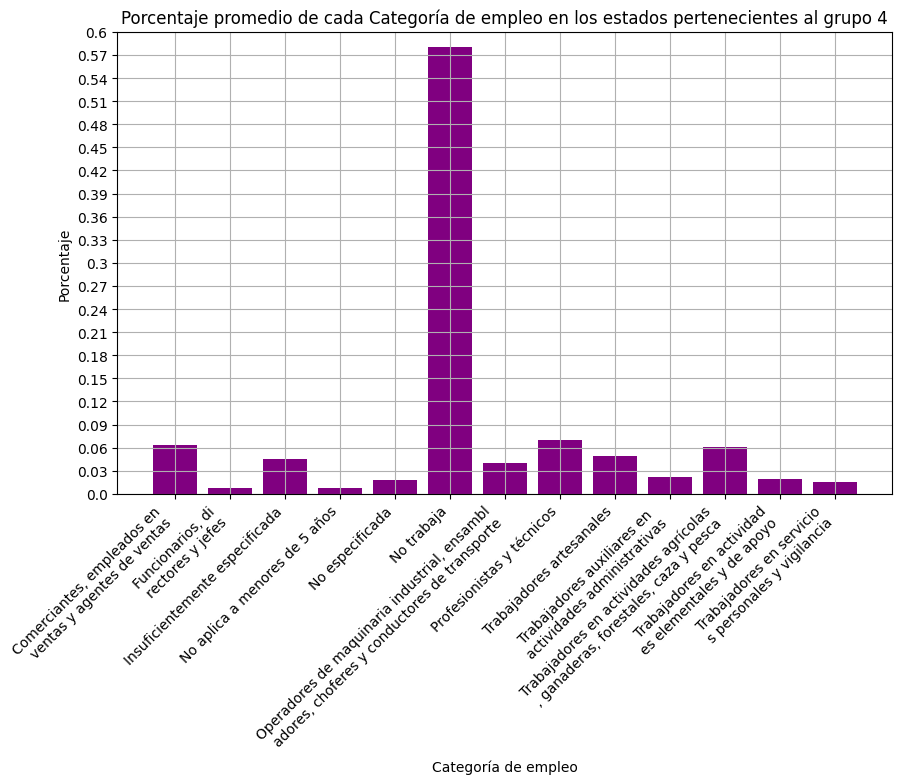 Porcentaje promedio de cada Categoría de empleo en los estados pertenecientes al grupo 4
0.6
0.57
0.54
0.51
0.48
0.45
0.42
0.39
0.36
0.33
0.3
0.27
0.24
0.21
0.18
0.15
0.12
0.09
0.06
0.03
0.0
Porcentaje
Comerciantes, empleados en
ventas y agentes de ventas
Funcionarios, di
rectores y jefes
Insuficientemente especificada
No aplica a menores de 5 años
No especificada
No trabaja
Operadores de maquinaria industrial, ensambl
adores, choferes y conductores de transporte
Profesionistas y técnicos
Trabajadores artesanales
Trabajadores auxiliares en
actividades administrativas
Trabajadores en actividades agrícolas
, ganaderas, forestales, caza y pesca
Trabajadores en actividad
es elementales y de apoyo
Trabajadores en servicio
s personales y vigilancia
Categoría de empleo